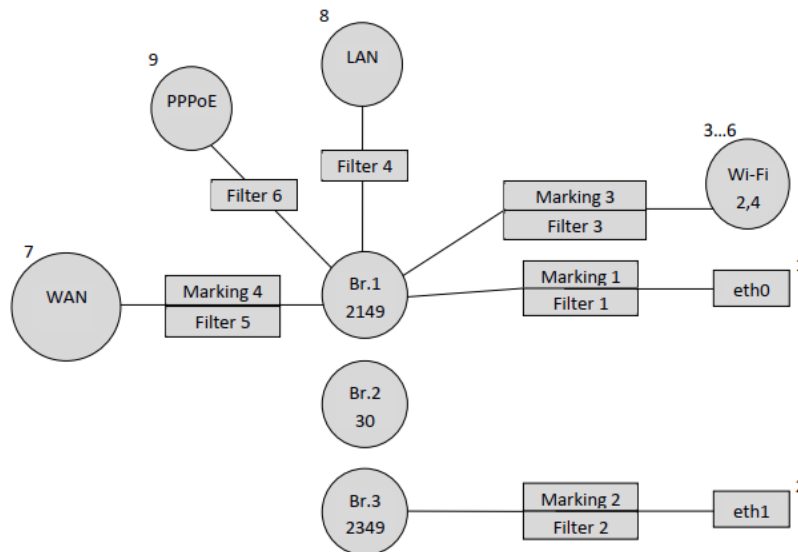 8
LAN
9
PPPoE
3...6
Wi-Fi
2,4
Filter 4
Filter 6
Marking 3
Filter 3
7
WAN
Marking 4
Filter 5
Br.1
2149
Marking 1
Filter 1
eth0
Br.2
30
Br.3
2349
Marking 2
Filter 2
eth1